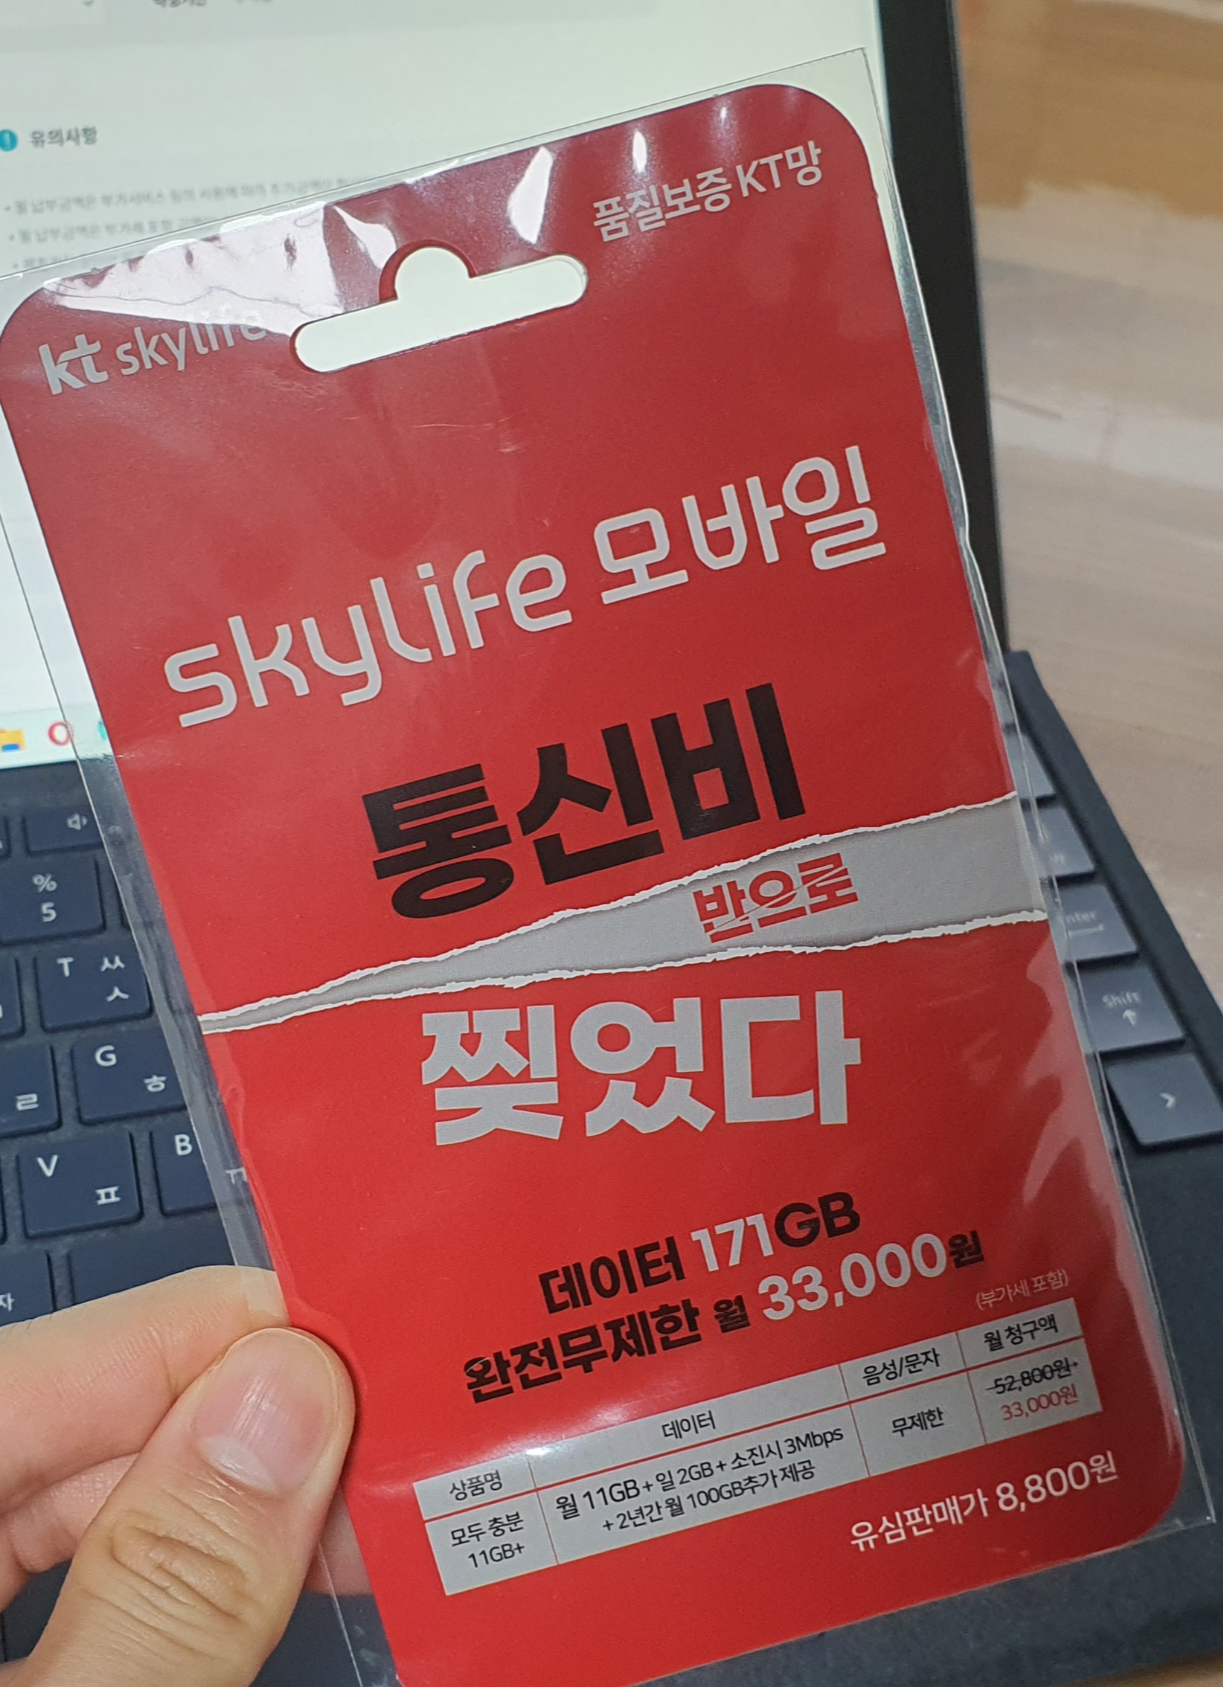 유의사항
품질보증 KT망
kt skylife
skylife 모바일
통신비
반으로
찢었다
데이터 171GB
완전무제한 월 33,000원
(부가세 포함)
상품명 데이터 음성/문자 월 청구액
모두 충분 11GB+
월 11GB + 일 2GB + 소진시 3Mbps
+ 2년간 월 100GB추가 제공
무제한
52,800원
33,000원
유심판매가 8,800원
%
5
T ㅆ
ㅅ
G
ㅎ
ㄹ
V
ㅍ
B
ㅠ
Enter
Shift
↑
>